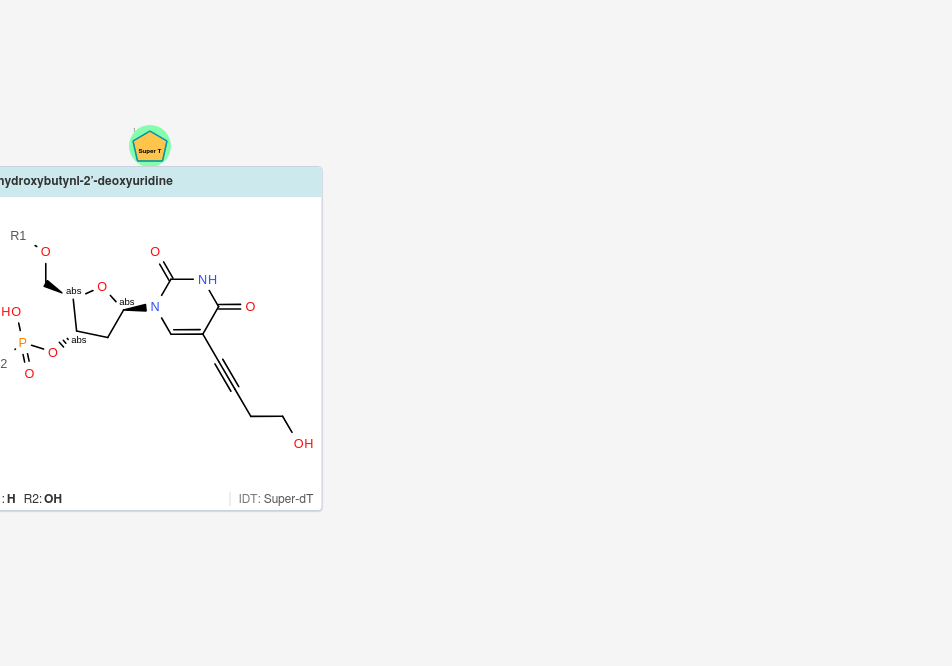 Super T
hydroxybutynl-2'-deoxyuridine
R1
O
O
abs
O
NH
abs
N
O
HO
abs
P
O
2
O
OH
: H R2: OH
IDT: Super-dT